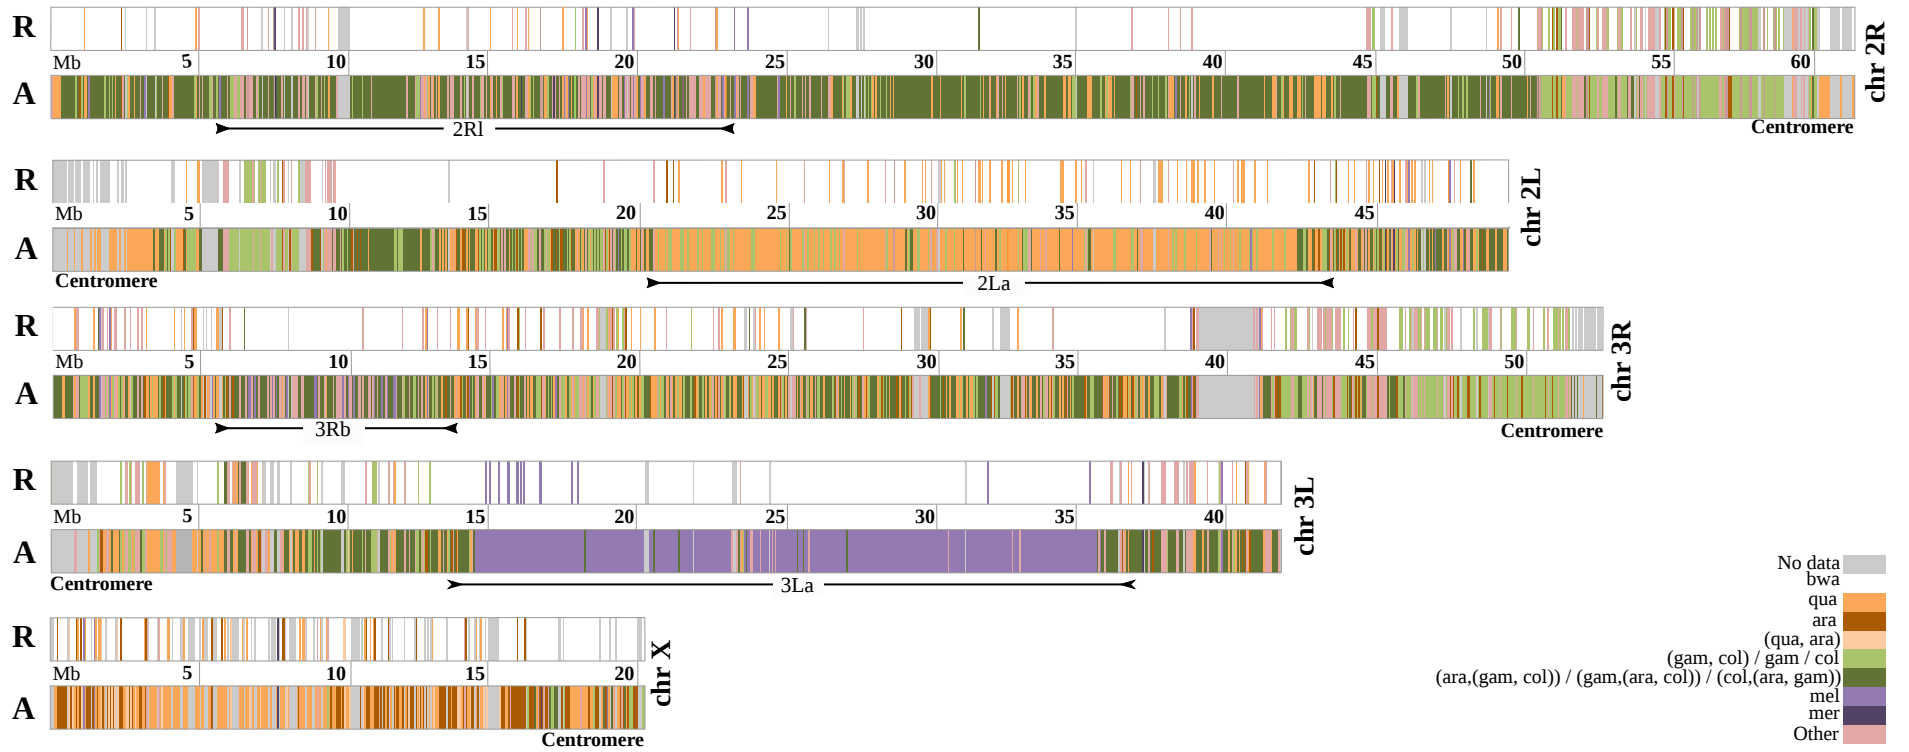 R
chr 2R
Mb 5 10 15 20 25 30 35 40 45 50 55 60
A
2Rl
Centromere
R
chr 2L
Mb 5 10 15 20 25 30 35 40 45
A
Centromere
2La
R
chr 3R
Mb 5 10 15 20 25 30 35 40 45 50
A
3Rb
Centromere
R
chr 3L
Mb 5 10 15 20 25 30 35 40
A
Centromere
3La
R
chr X
Mb 5 10 15 20
A
Centromere
No data
bwa
qua
ara
(qua, ara)
(gam, col) / gam / col
(ara,(gam, col)) / (gam,(ara, col)) / (col,(ara, gam))
mel
mer
Other